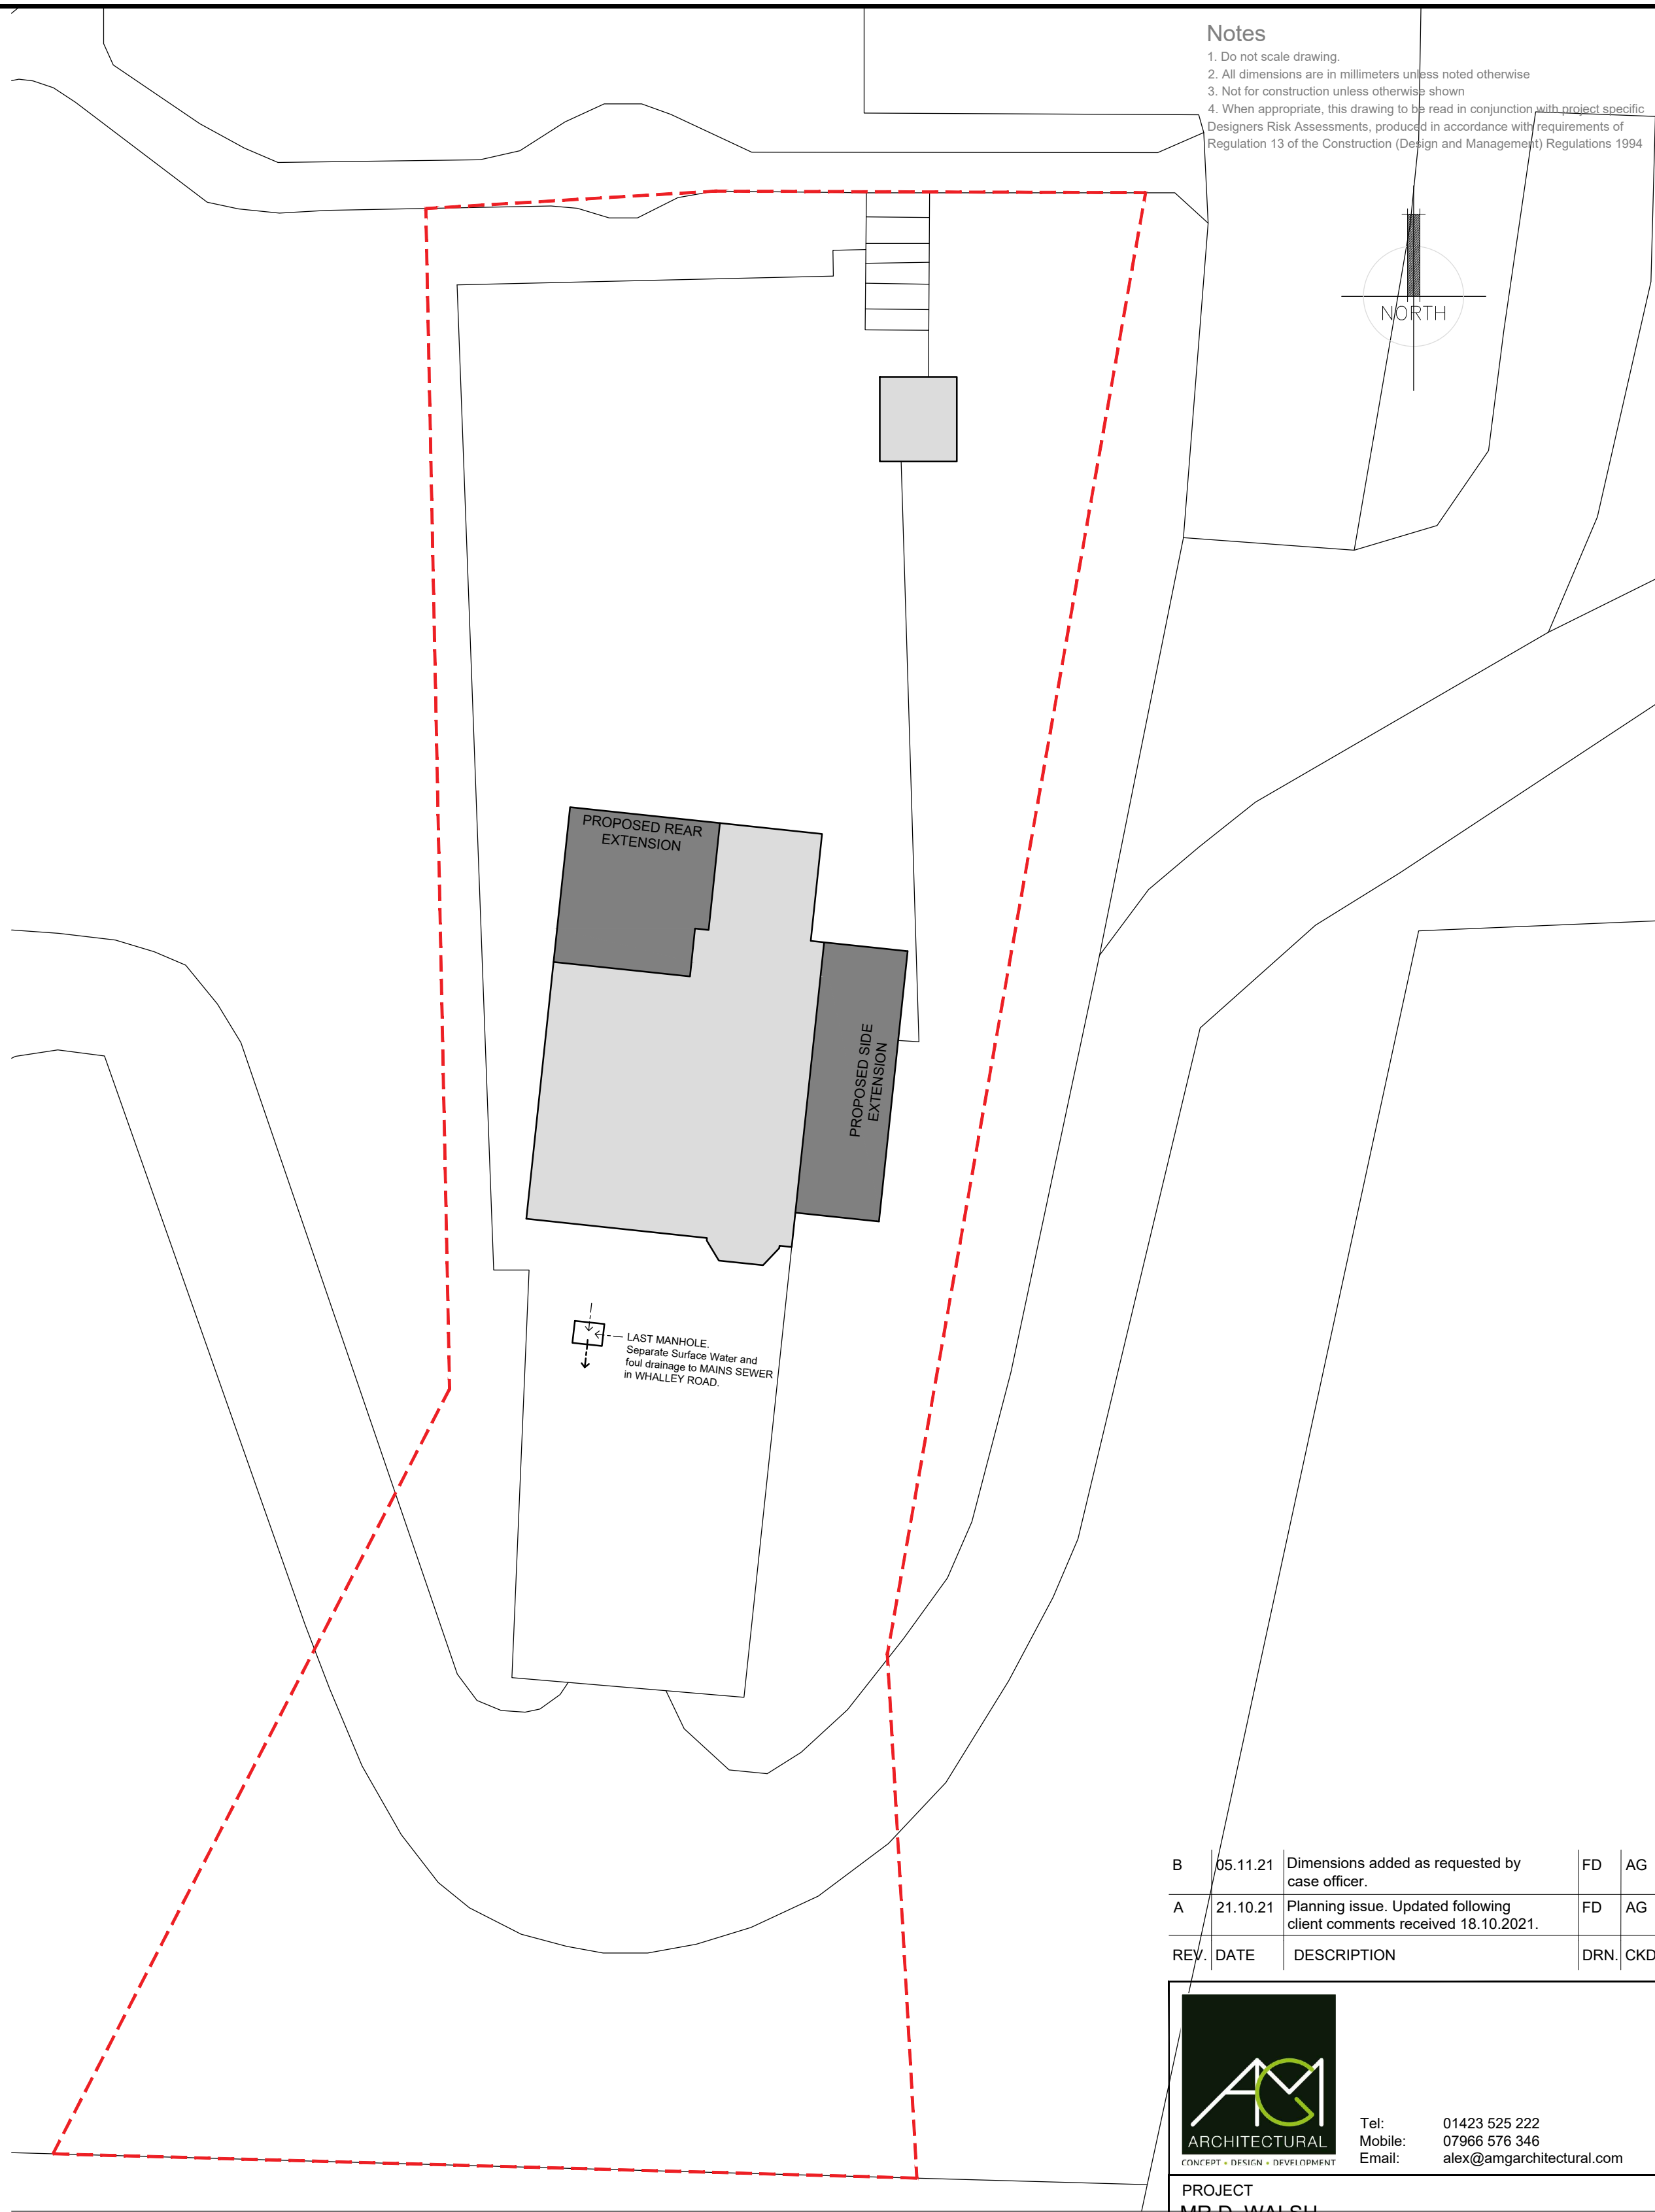 Notes
1. Do not scale drawing.
2. All dimensions are in millimeters unless noted otherwise
3. Not for construction unless otherwise shown
4. When appropriate, this drawing to be read in conjunction with project specific
Designers Risk Assessments, produced in accordance with requirements of
Regulation 13 of the Construction (Design and Management) Regulations 1994
NORTH
PROPOSED REAR
EXTENSION
PROPOSED SIDE
EXTENSION
LAST MANHOLE.
Separate Surface Water and
foul drainage to MAINS SEWER
in WHALLEY ROAD.
B 05.11.21 Dimensions added as requested by FD AG
case officer.
A 21.10.21 Planning issue. Updated following FD AG
client comments received 18.10.2021.
REV. DATE DESCRIPTION DRN. CKD
AMG
ARCHITECTURAL
CONCEPT • DESIGN • DEVELOPMENT
Tel: 01423 525 222
Mobile: 07966 576 346
Email: alex@amgarchitectural.com
PROJECT
MR D. WALSH